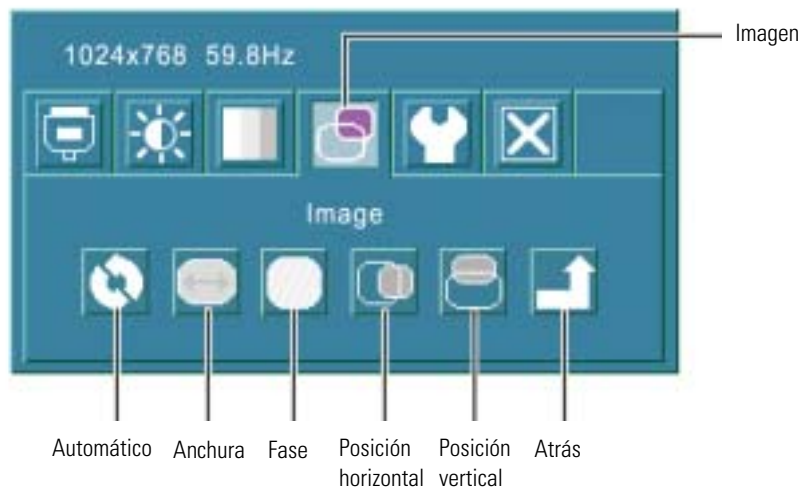 Imagen
1024x768 59.8Hz
Image
Automático
Anchura
Fase
Posición
horizontal
Posición
vertical
Atrás